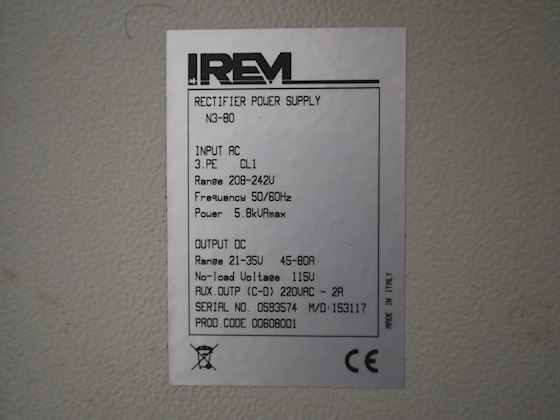 IREM
RECTIFIER POWER SUPPLY
N3-80
INPUT AC
3.PE CL1
Range 208-242V
Frequency 50/60Hz
Power 5.8kVAmax
OUTPUT DC
Range 21-35V 45-80A
No-load Voltage 115V
AUX.OUTP (C-D) 220VAC - 2A
SERIAL NO. 0593574 M/D:153117
PROD.CODE 00608001
MADE IN ITALY
CE